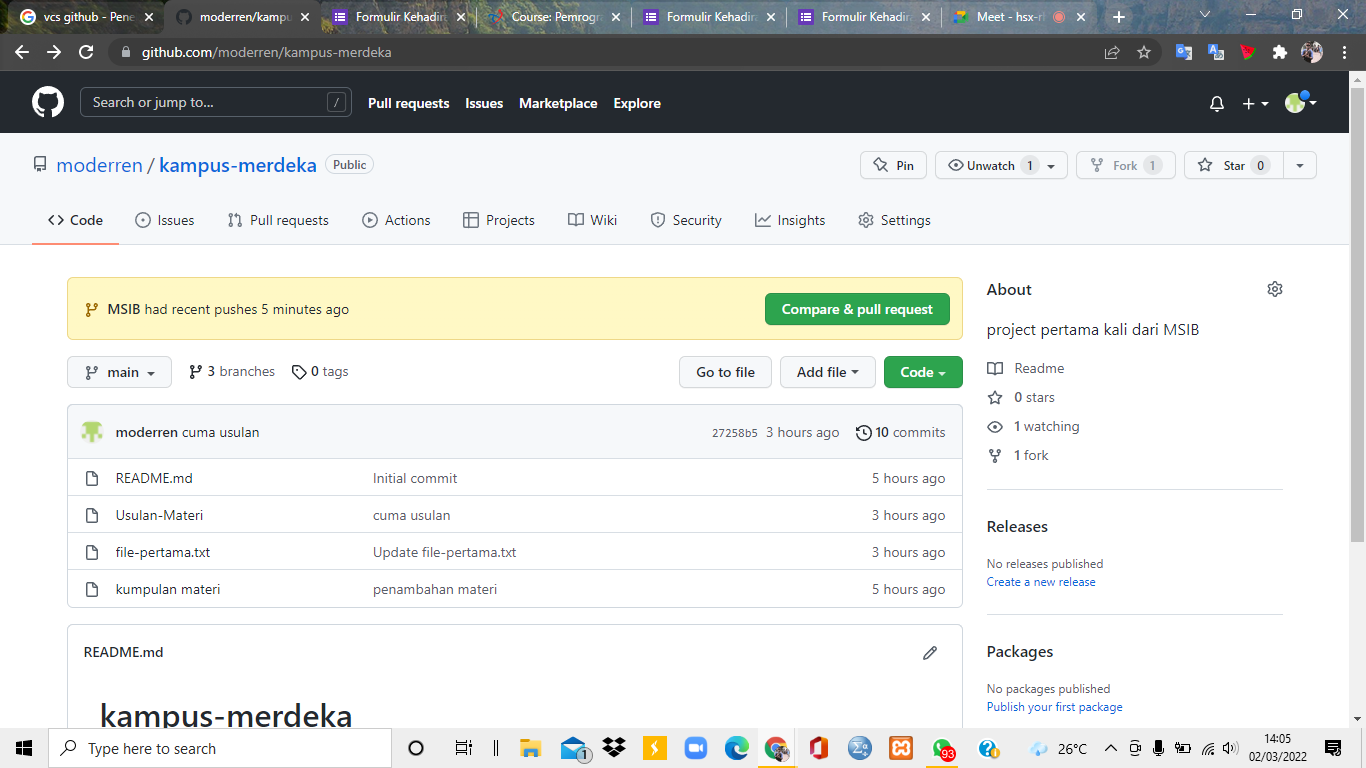 vcs github - Pene
moderren/kampu
Formulir Kehadira
Course: Pemrogr
Formulir Kehadira
Formulir Kehadira
Meet - hsx-ri
github.com/moderren/kampus-merdeka
Search or jump to... /
Pull requests Issues Marketplace Explore
moderren / kampus-merdeka Public
Pin Unwatch 1 Fork 1 Star 0
Code Issues Pull requests Actions Projects Wiki Security Insights Settings
MSIB had recent pushes 5 minutes ago Compare & pull request
main 3 branches 0 tags Go to file Add file Code
moderren cuma usulan 27258b5 3 hours ago 10 commits
README.md Initial commit 5 hours ago
Usulan-Materi cuma usulan 3 hours ago
file-pertama.txt Update file-pertama.txt 3 hours ago
kumpulan materi penambahan materi 5 hours ago
README.md
kampus-merdeka
About
project pertama kali dari MSIB
Readme
0 stars
1 watching
1 fork
Releases
No releases published
Create a new release
Packages
No packages published
Publish your first package
Type here to search
1
93
26°C
14:05
02/03/2022